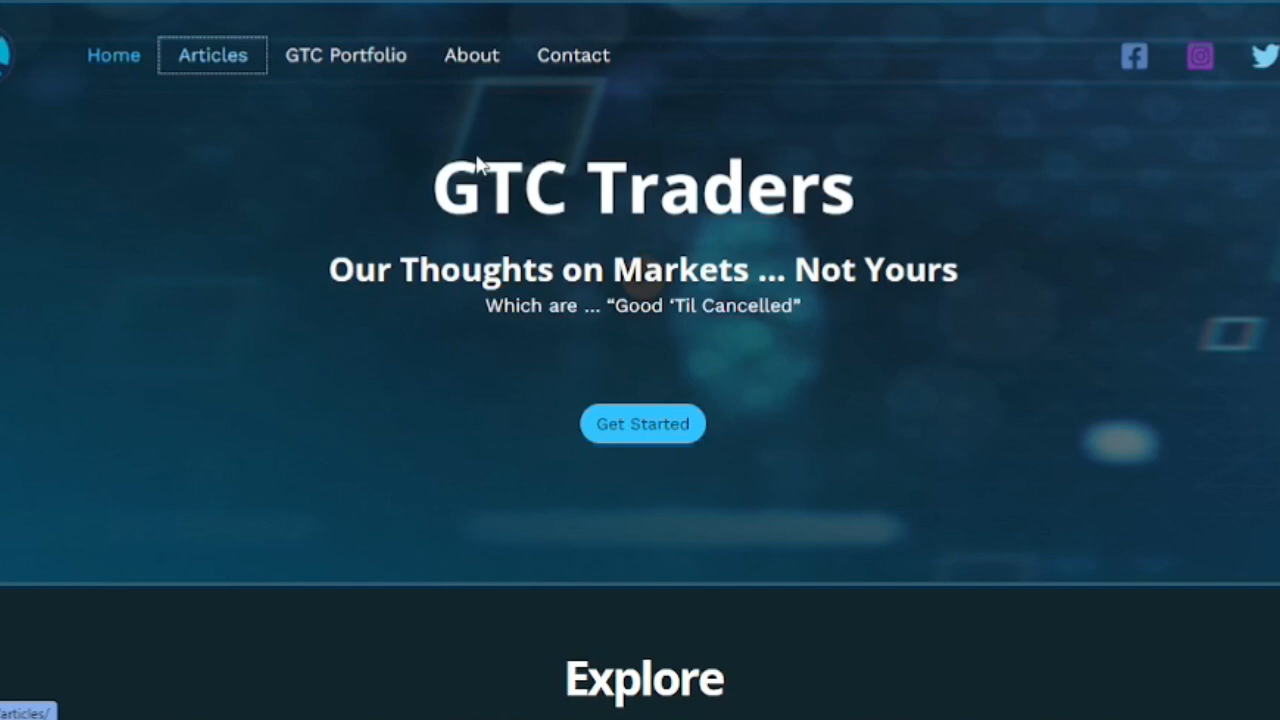 Home Articles GTC Portfolio About Contact
GTC Traders
Our Thoughts on Markets ... Not Yours
Which are ... “Good ‘Til Cancelled”
Get Started
Explore
articles/